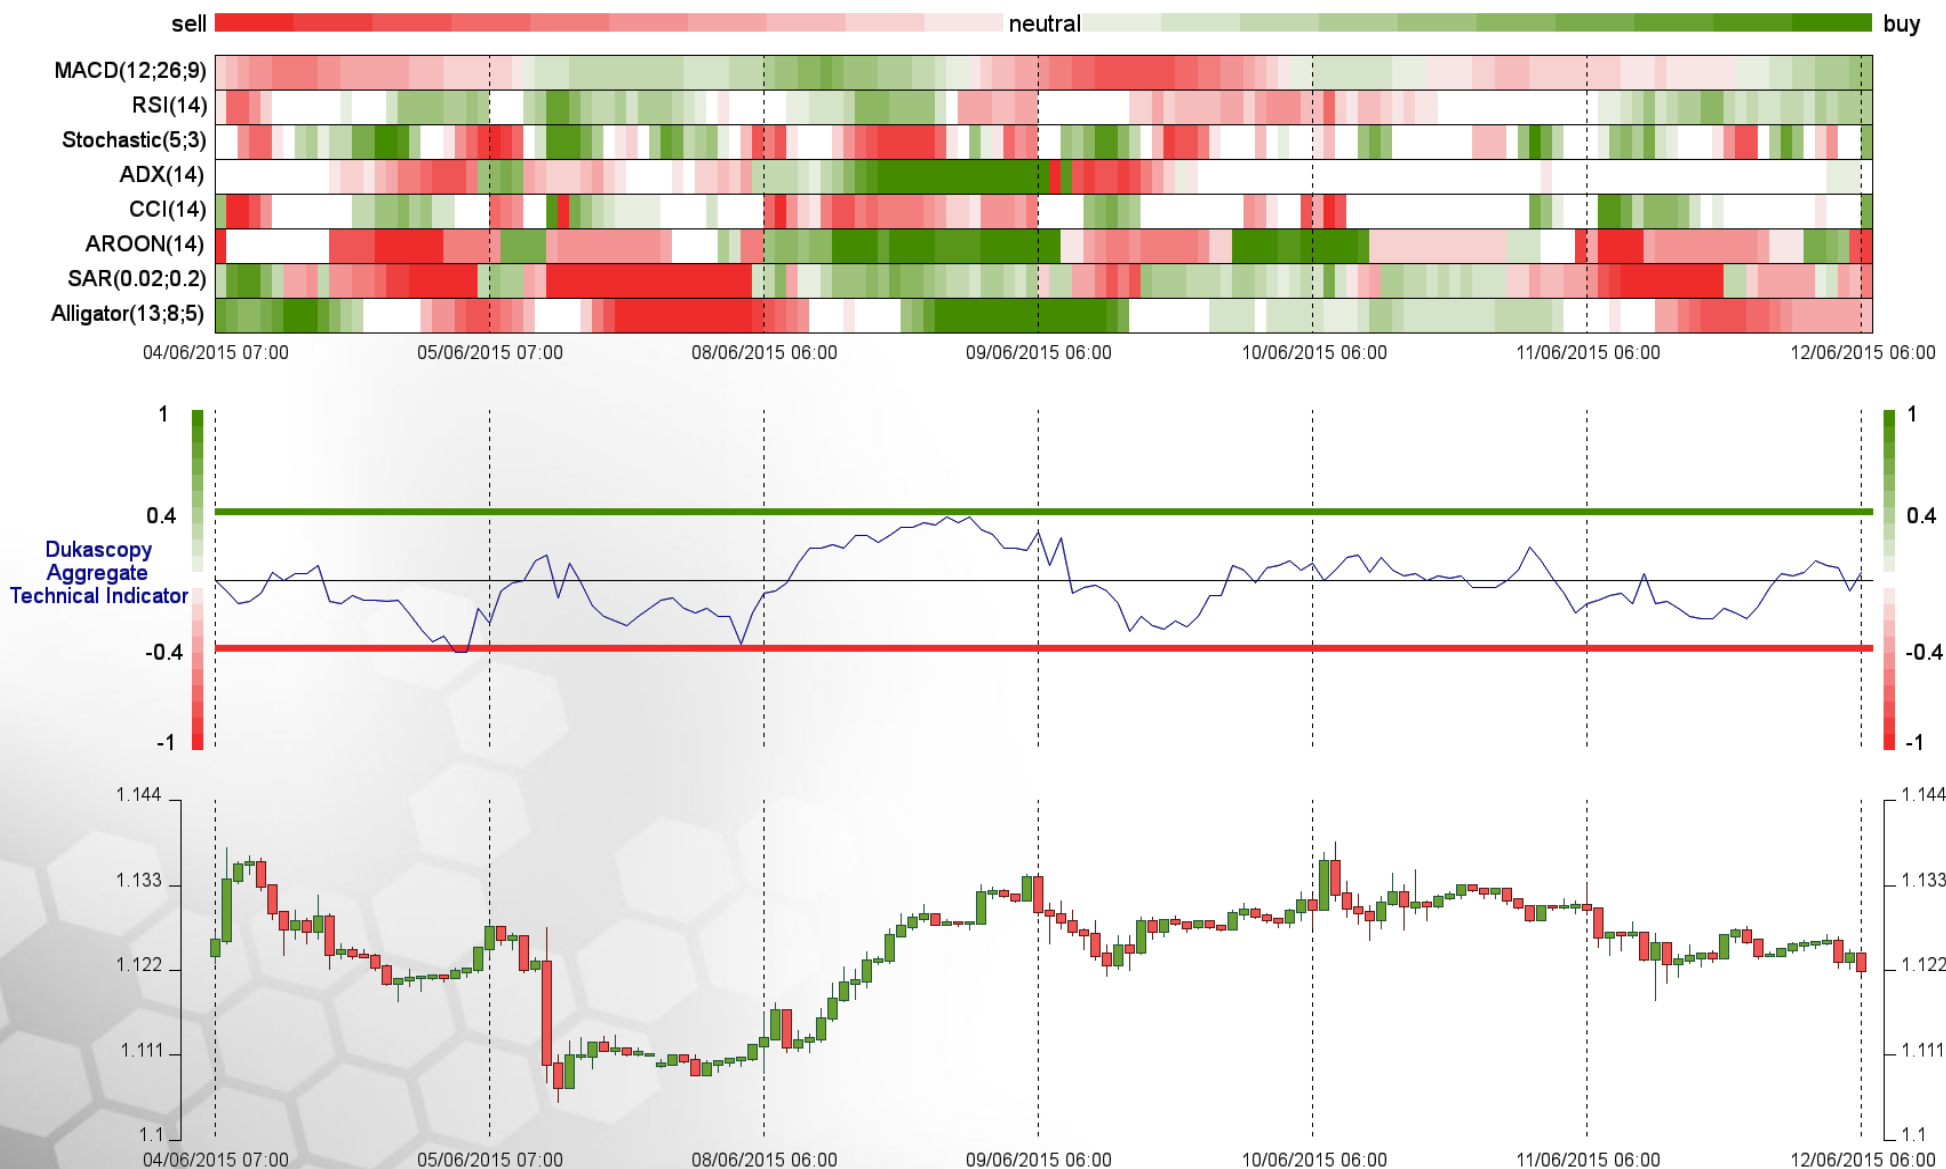 sell neutral buy
MACD(12;26;9)
RSI(14)
Stochastic(5;3)
ADX(14)
CCI(14)
AROON(14)
SAR(0.02;0.2)
Alligator(13;8;5)
04/06/2015 07:00 05/06/2015 07:00 08/06/2015 06:00 09/06/2015 06:00 10/06/2015 06:00 11/06/2015 06:00 12/06/2015 06:00
1 1
0.4 0.4
Dukascopy
Aggregate
Technical Indicator
-0.4 -0.4
-1 -1
1.144 1.144
1.133 1.133
1.122 1.122
1.111 1.111
1.1 1.1
04/06/2015 07:00 05/06/2015 07:00 08/06/2015 06:00 09/06/2015 06:00 10/06/2015 06:00 11/06/2015 06:00 12/06/2015 06:00